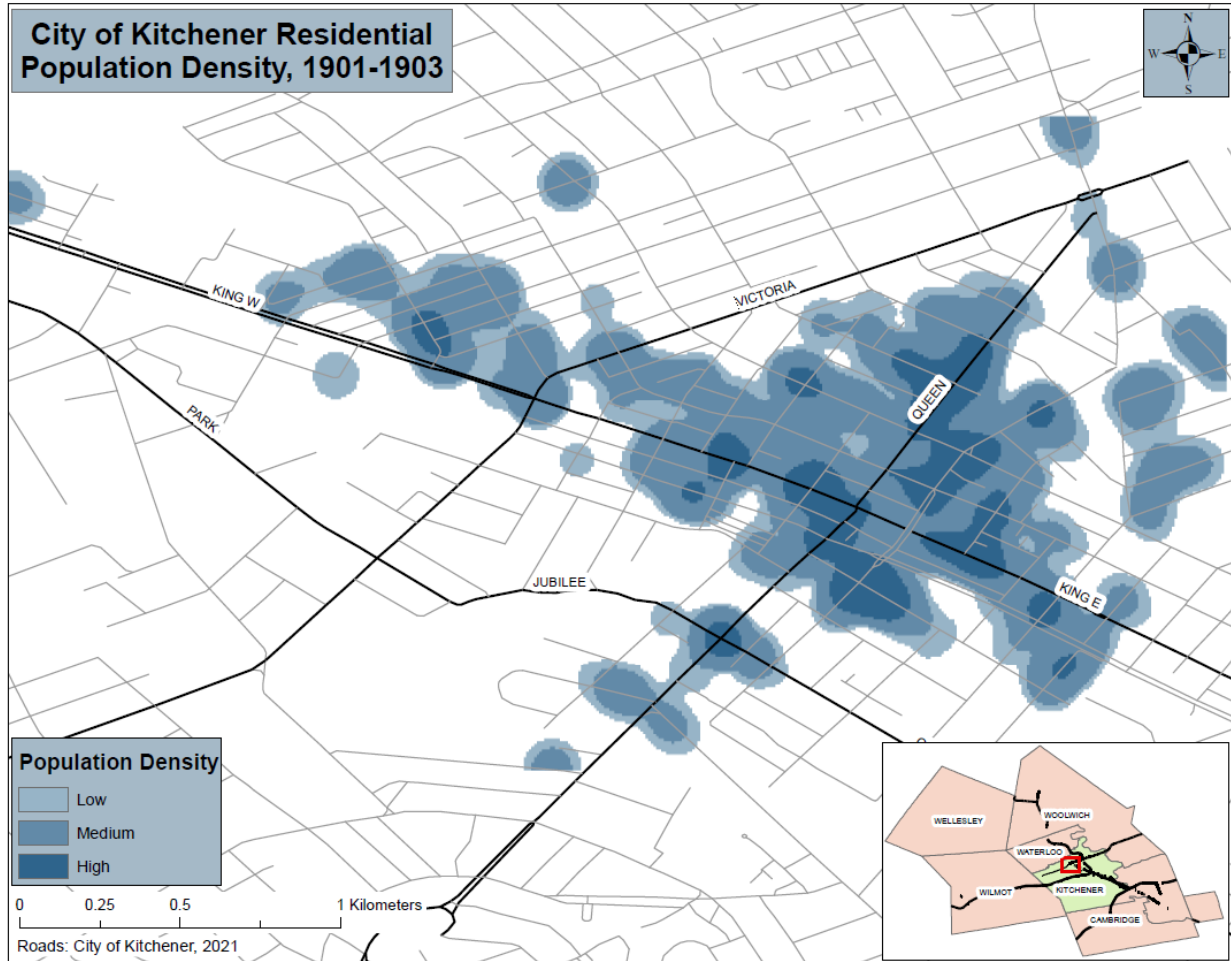 City of Kitchener Residential
Population Density, 1901-1903
N
W E
S
VICTORIA
KING W
QUEEN
PARK
JUBILEE
KING E
Population Density
Low
Medium
High
0 0.25 0.5 1 Kilometers
Roads: City of Kitchener, 2021
WELLESLEY
WOOLWICH
WATERLOO
WILMOT
KITCHENER
CAMBRIDGE